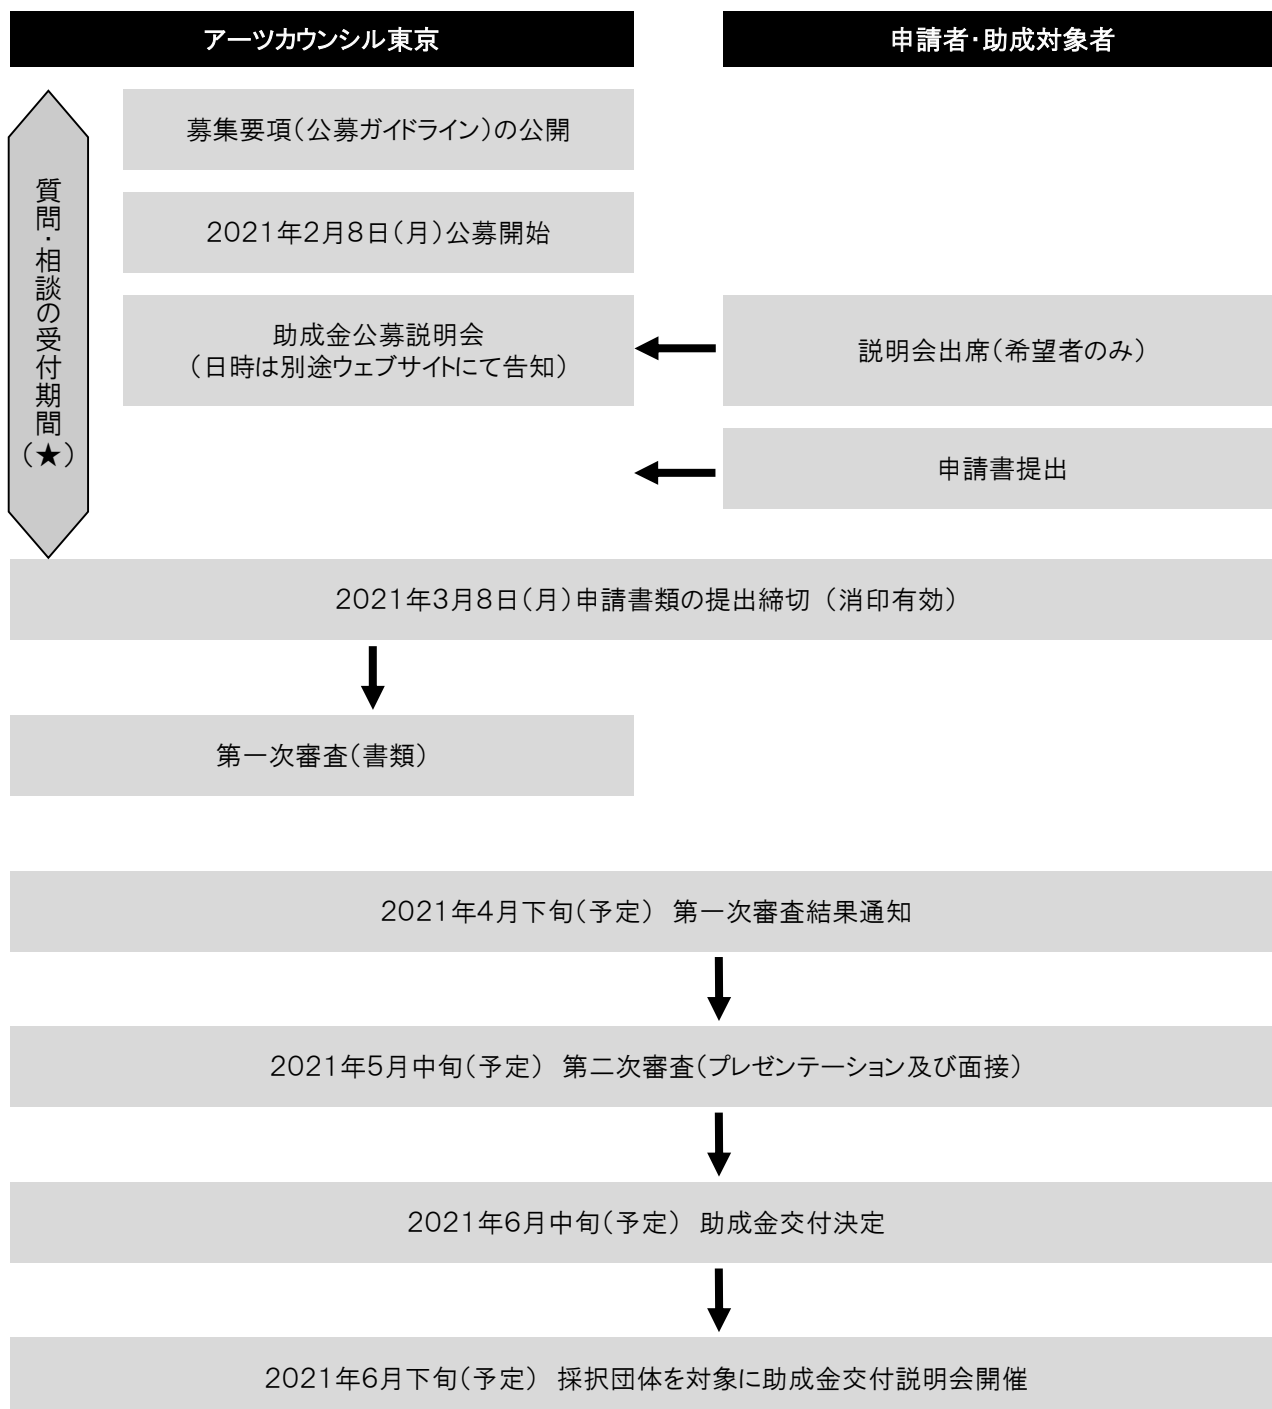 アーツカウンシル東京
申請者・助成対象者
質問・相談の受付期間(★)
募集要項(公募ガイドライン)の公開
2021年2月8日(月)公募開始
助成金公募説明会
(日時は別途ウェブサイトにて告知)
説明会出席(希望者のみ)
申請書提出
2021年3月8日(月)申請書類の提出締切 (消印有効)
第一次審査(書類)
2021年4月下旬(予定) 第一次審査結果通知
2021年5月中旬(予定) 第二次審査(プレゼンテーション及び面接)
2021年6月中旬(予定) 助成金交付決定
2021年6月下旬(予定) 採択団体を対象に助成金交付説明会開催